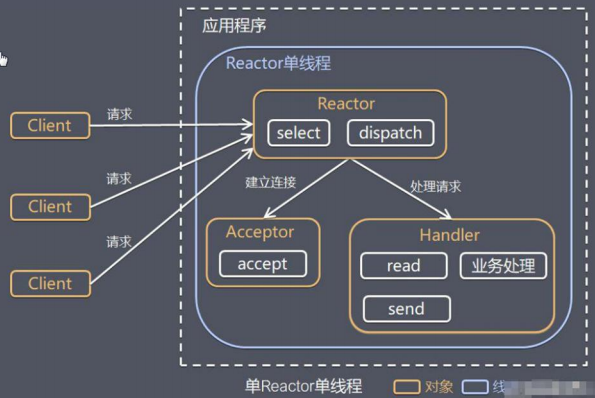 应用程序
Reactor单线程
Reactor
select
dispatch
Client
请求
Client
请求
Client
请求
建立连接
处理请求
Acceptor
accept
Handler
read
业务处理
send
单Reactor单线程
对象
线